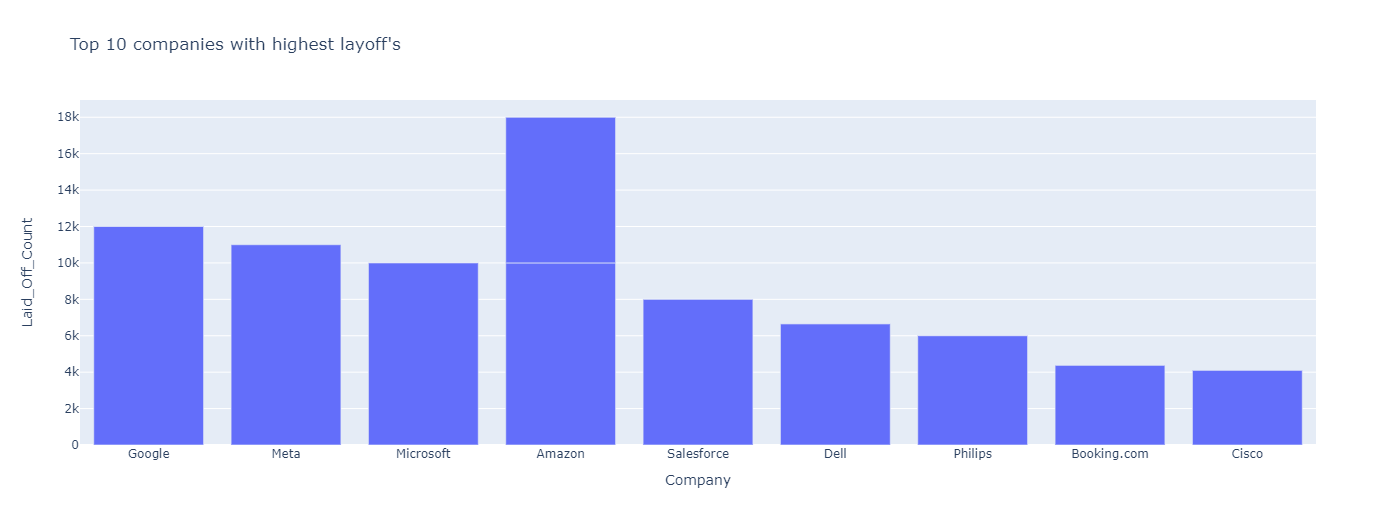 Top 10 companies with highest layoff's
18k
16k
14k
12k
10k
8k
6k
4k
2k
0
Laid_Off_Count
Google Meta Microsoft Amazon Salesforce Dell Philips Booking.com Cisco
Company